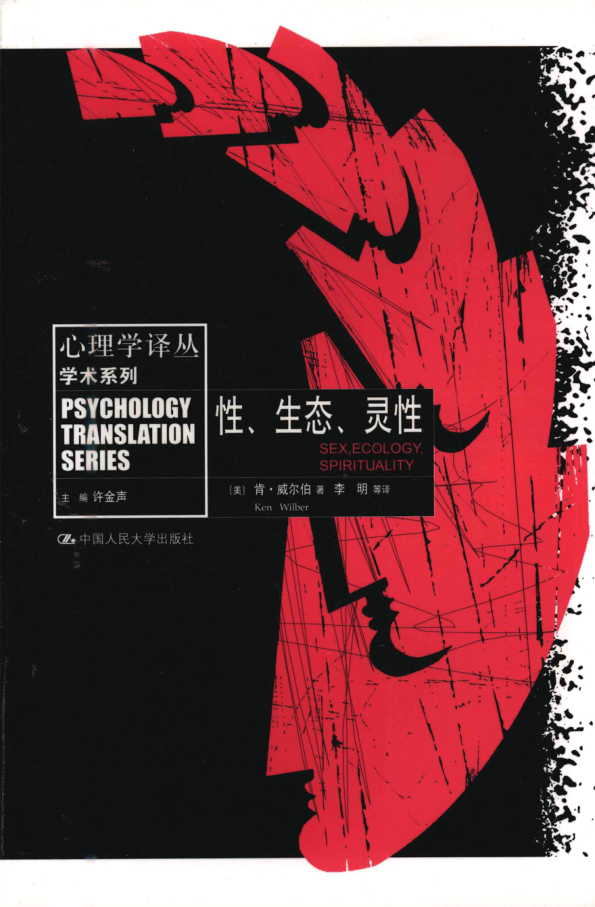 心理学译丛
学术系列
PSYCHOLOGY
TRANSLATION
SERIES
主 编 许金声
性、生态、灵性
SEX,ECOLOGY,
SPIRITUALITY
[美] 肯·威尔伯 著 李 明 等译
Ken Wilber
中国人民大学出版社